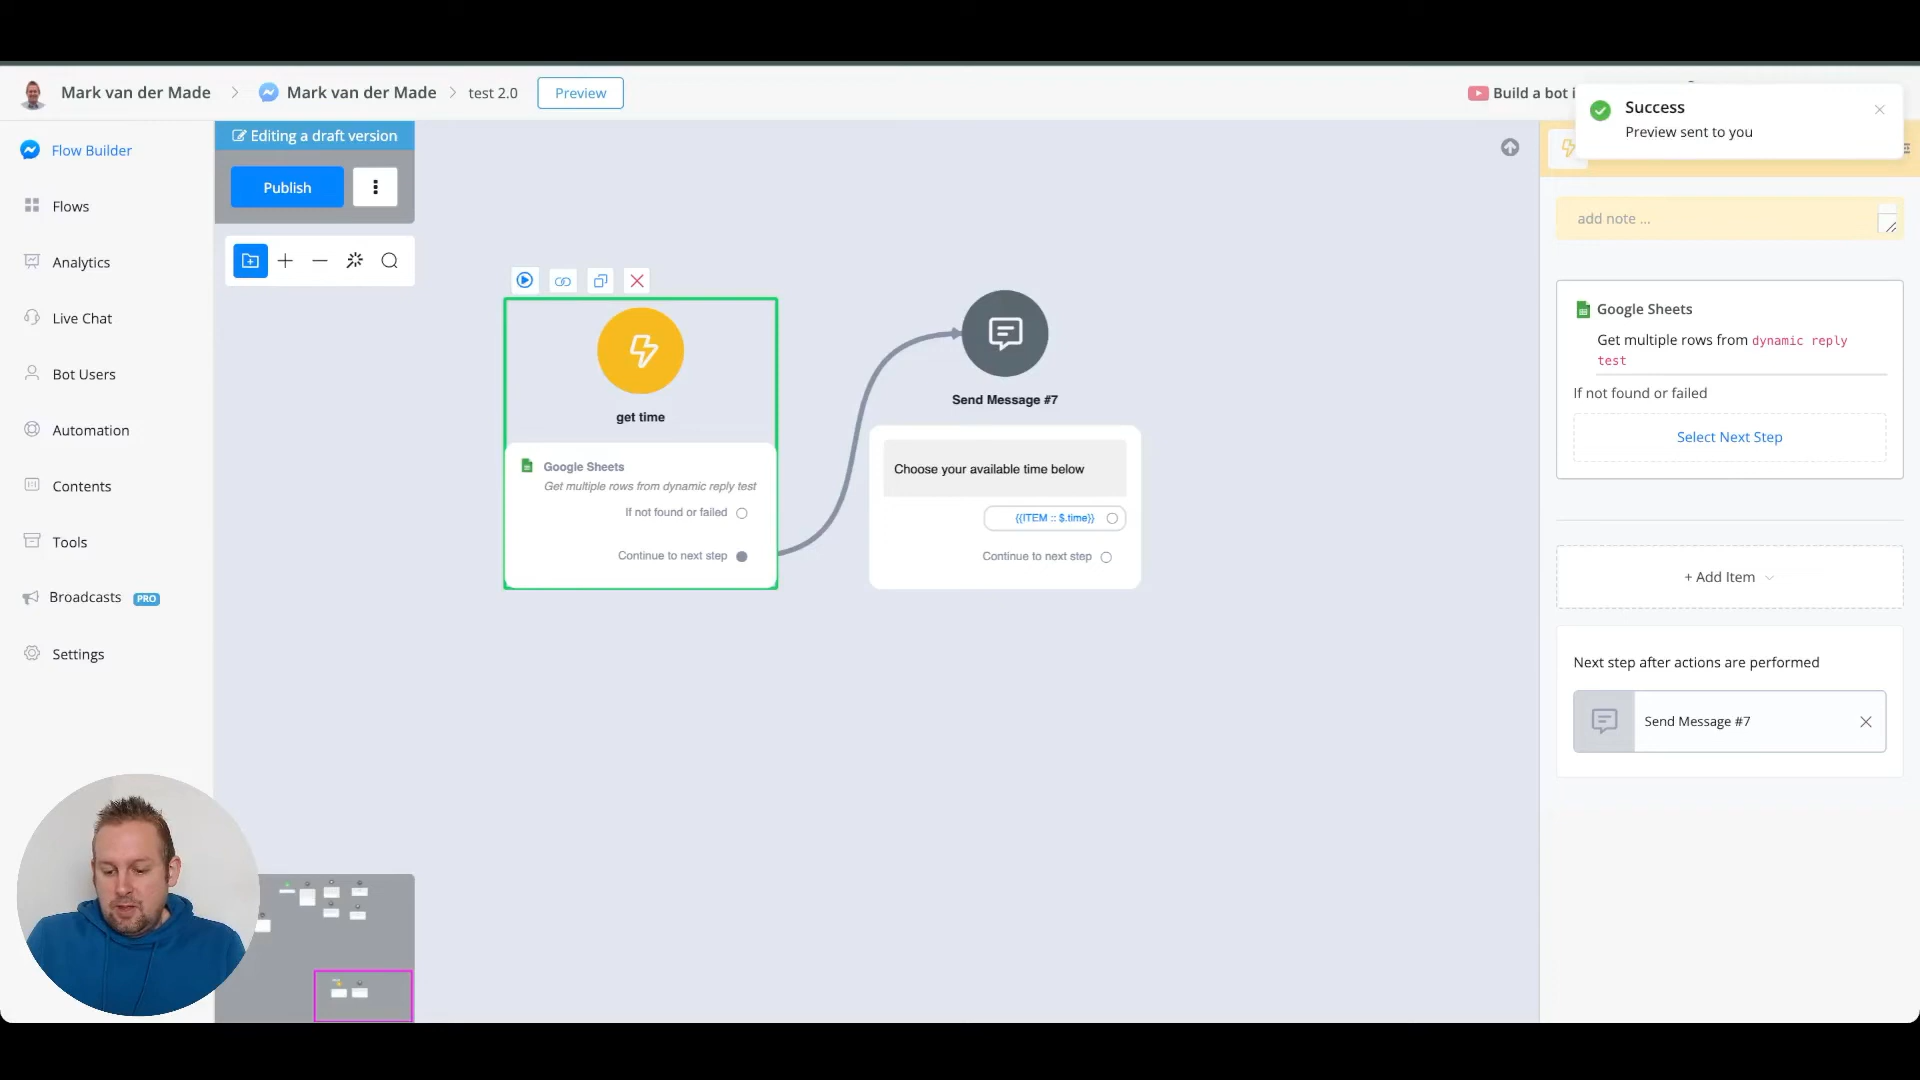 Mark van der Made
Mark van der Made
test 2.0
Preview
Build a bot i
Success
Preview sent to you
Flow Builder
Flows
Analytics
Live Chat
Bot Users
Automation
Contents
Tools
Broadcasts PRO
Settings
Editing a draft version
Publish
get time
Google Sheets
Get multiple rows from dynamic reply test
If not found or failed
Continue to next step
Send Message #7
Choose your available time below
{{ITEM :: $.time}}
Continue to next step
add note ...
Google Sheets
Get multiple rows from dynamic reply
test
If not found or failed
Select Next Step
+ Add Item
Next step after actions are performed
Send Message #7